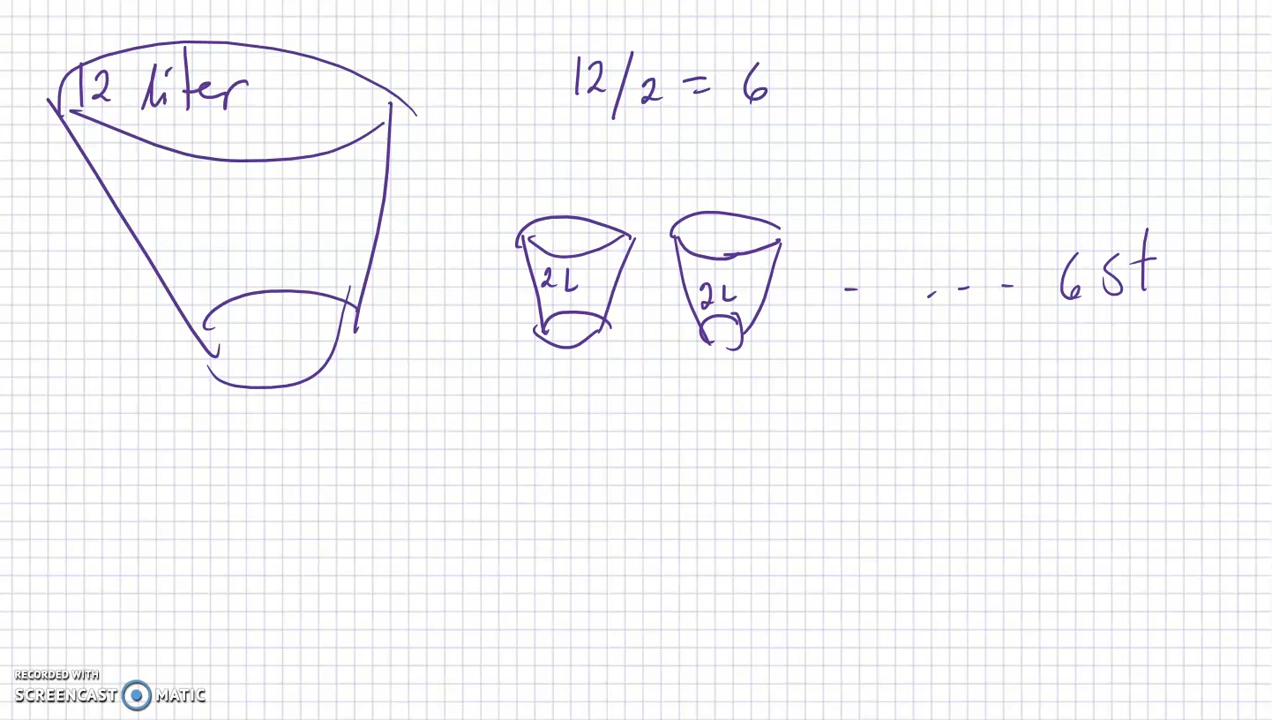 12 liter
12/2 = 6
2L
2L
- . - - 6 st
RECORDED WITH
SCREENCAST MATIC